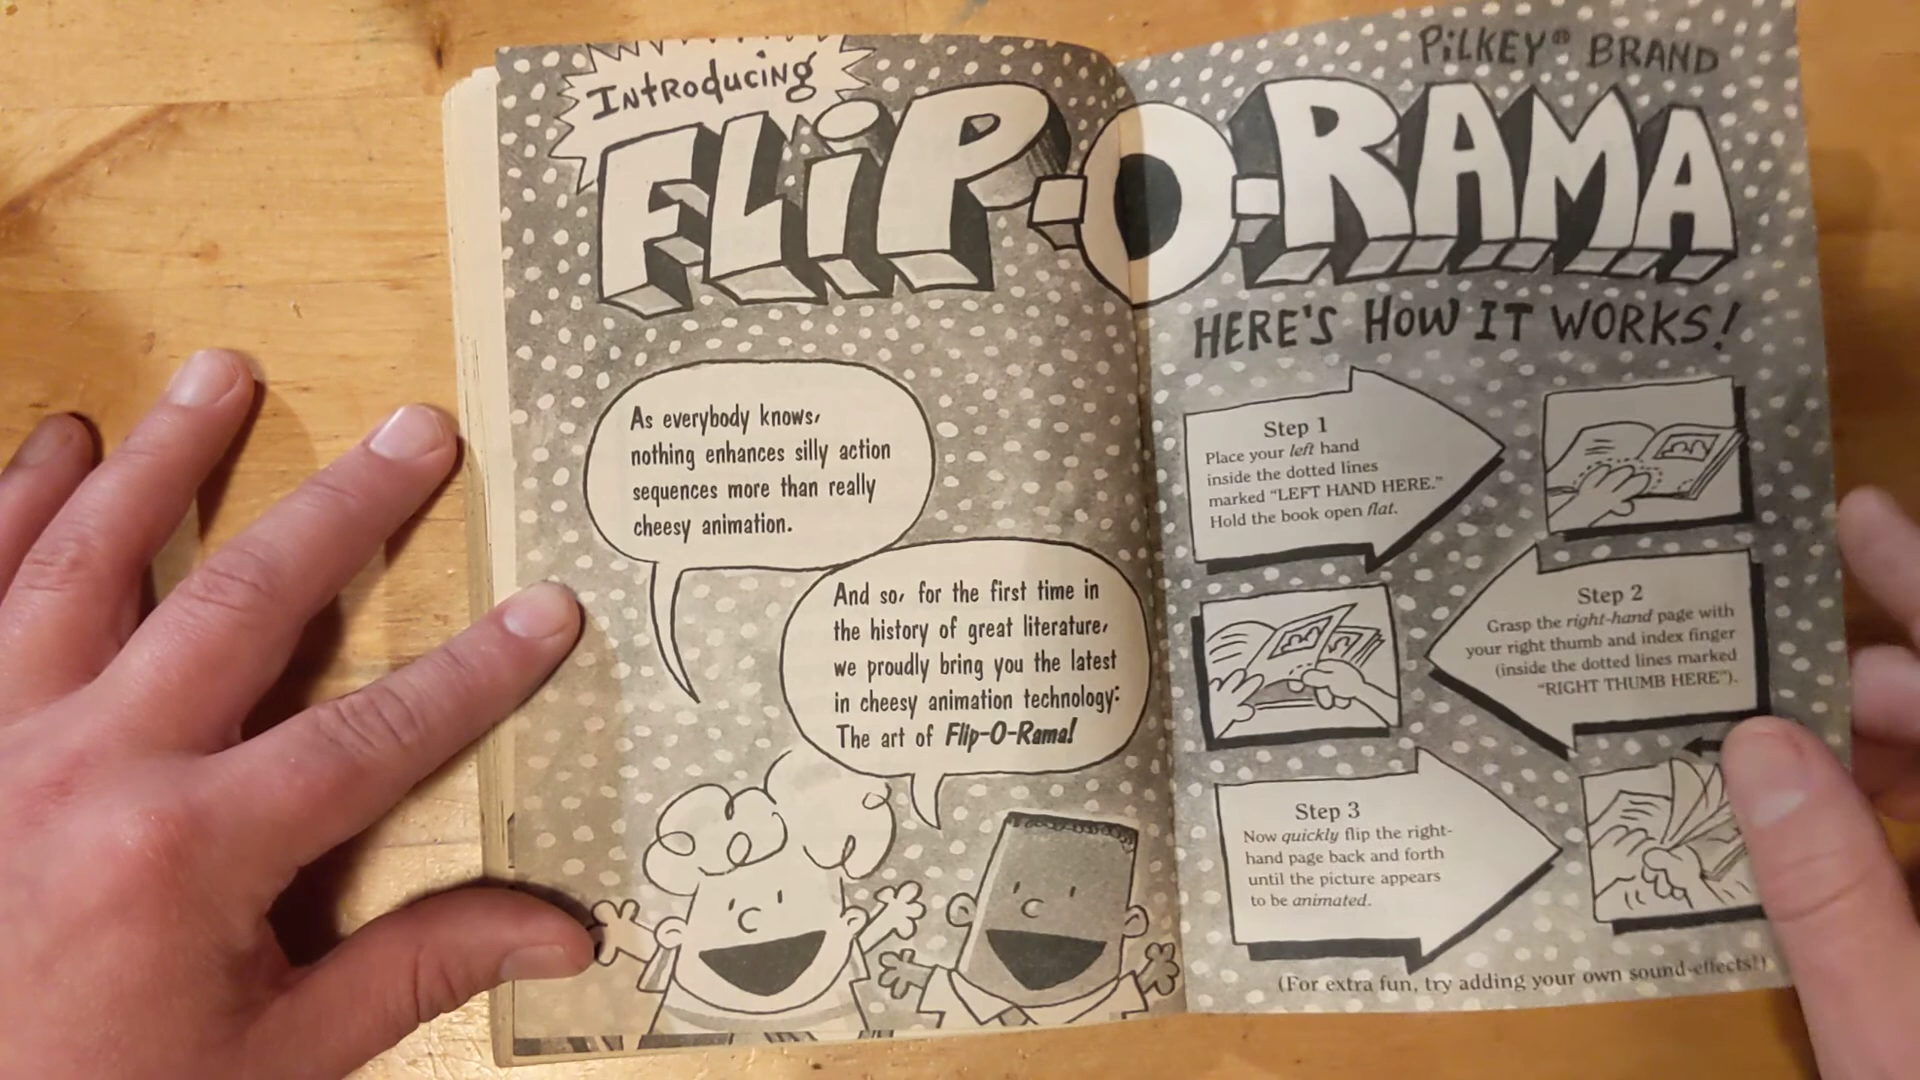 INtRoducing
FLiP-O-RAMA
As everybody knows,
nothing enhances silly action
sequences more than really
cheesy animation.
And so, for the first time in
the history of great literature,
we proudly bring you the latest
in cheesy animation technology:
The art of Flip-O-Rama!
PiLKEY® BRAND
HERE'S HOW IT WORKS!
Step 1
Place your left hand
inside the dotted lines
marked “LEFT HAND HERE.”
Hold the book open flat.
Step 2
Grasp the right-hand page with
your right thumb and index finger
(inside the dotted lines marked
“RIGHT THUMB HERE”).
Step 3
Now quickly flip the right-
hand page back and forth
until the picture appears
to be animated.
(For extra fun, try adding your own sound-effects!)